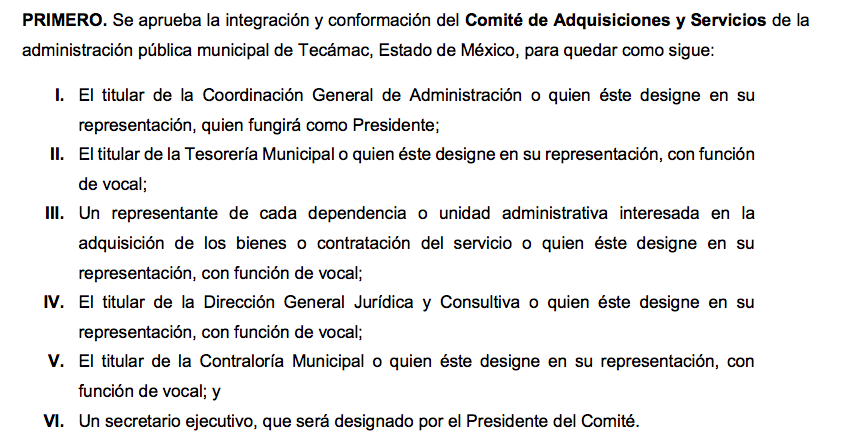 PRIMERO. Se aprueba la integración y conformación del Comité de Adquisiciones y Servicios de la
administración pública municipal de Tecámac, Estado de México, para quedar como sigue:
I. El titular de la Coordinación General de Administración o quien éste designe en su
representación, quien fungirá como Presidente;
II. El titular de la Tesorería Municipal o quien éste designe en su representación, con función
de vocal;
III. Un representante de cada dependencia o unidad administrativa interesada en la
adquisición de los bienes o contratación del servicio o quien éste designe en su
representación, con función de vocal;
IV. El titular de la Dirección General Jurídica y Consultiva o quien éste designe en su
representación, con función de vocal;
V. El titular de la Contraloría Municipal o quien éste designe en su representación, con
función de vocal; y
VI. Un secretario ejecutivo, que será designado por el Presidente del Comité.